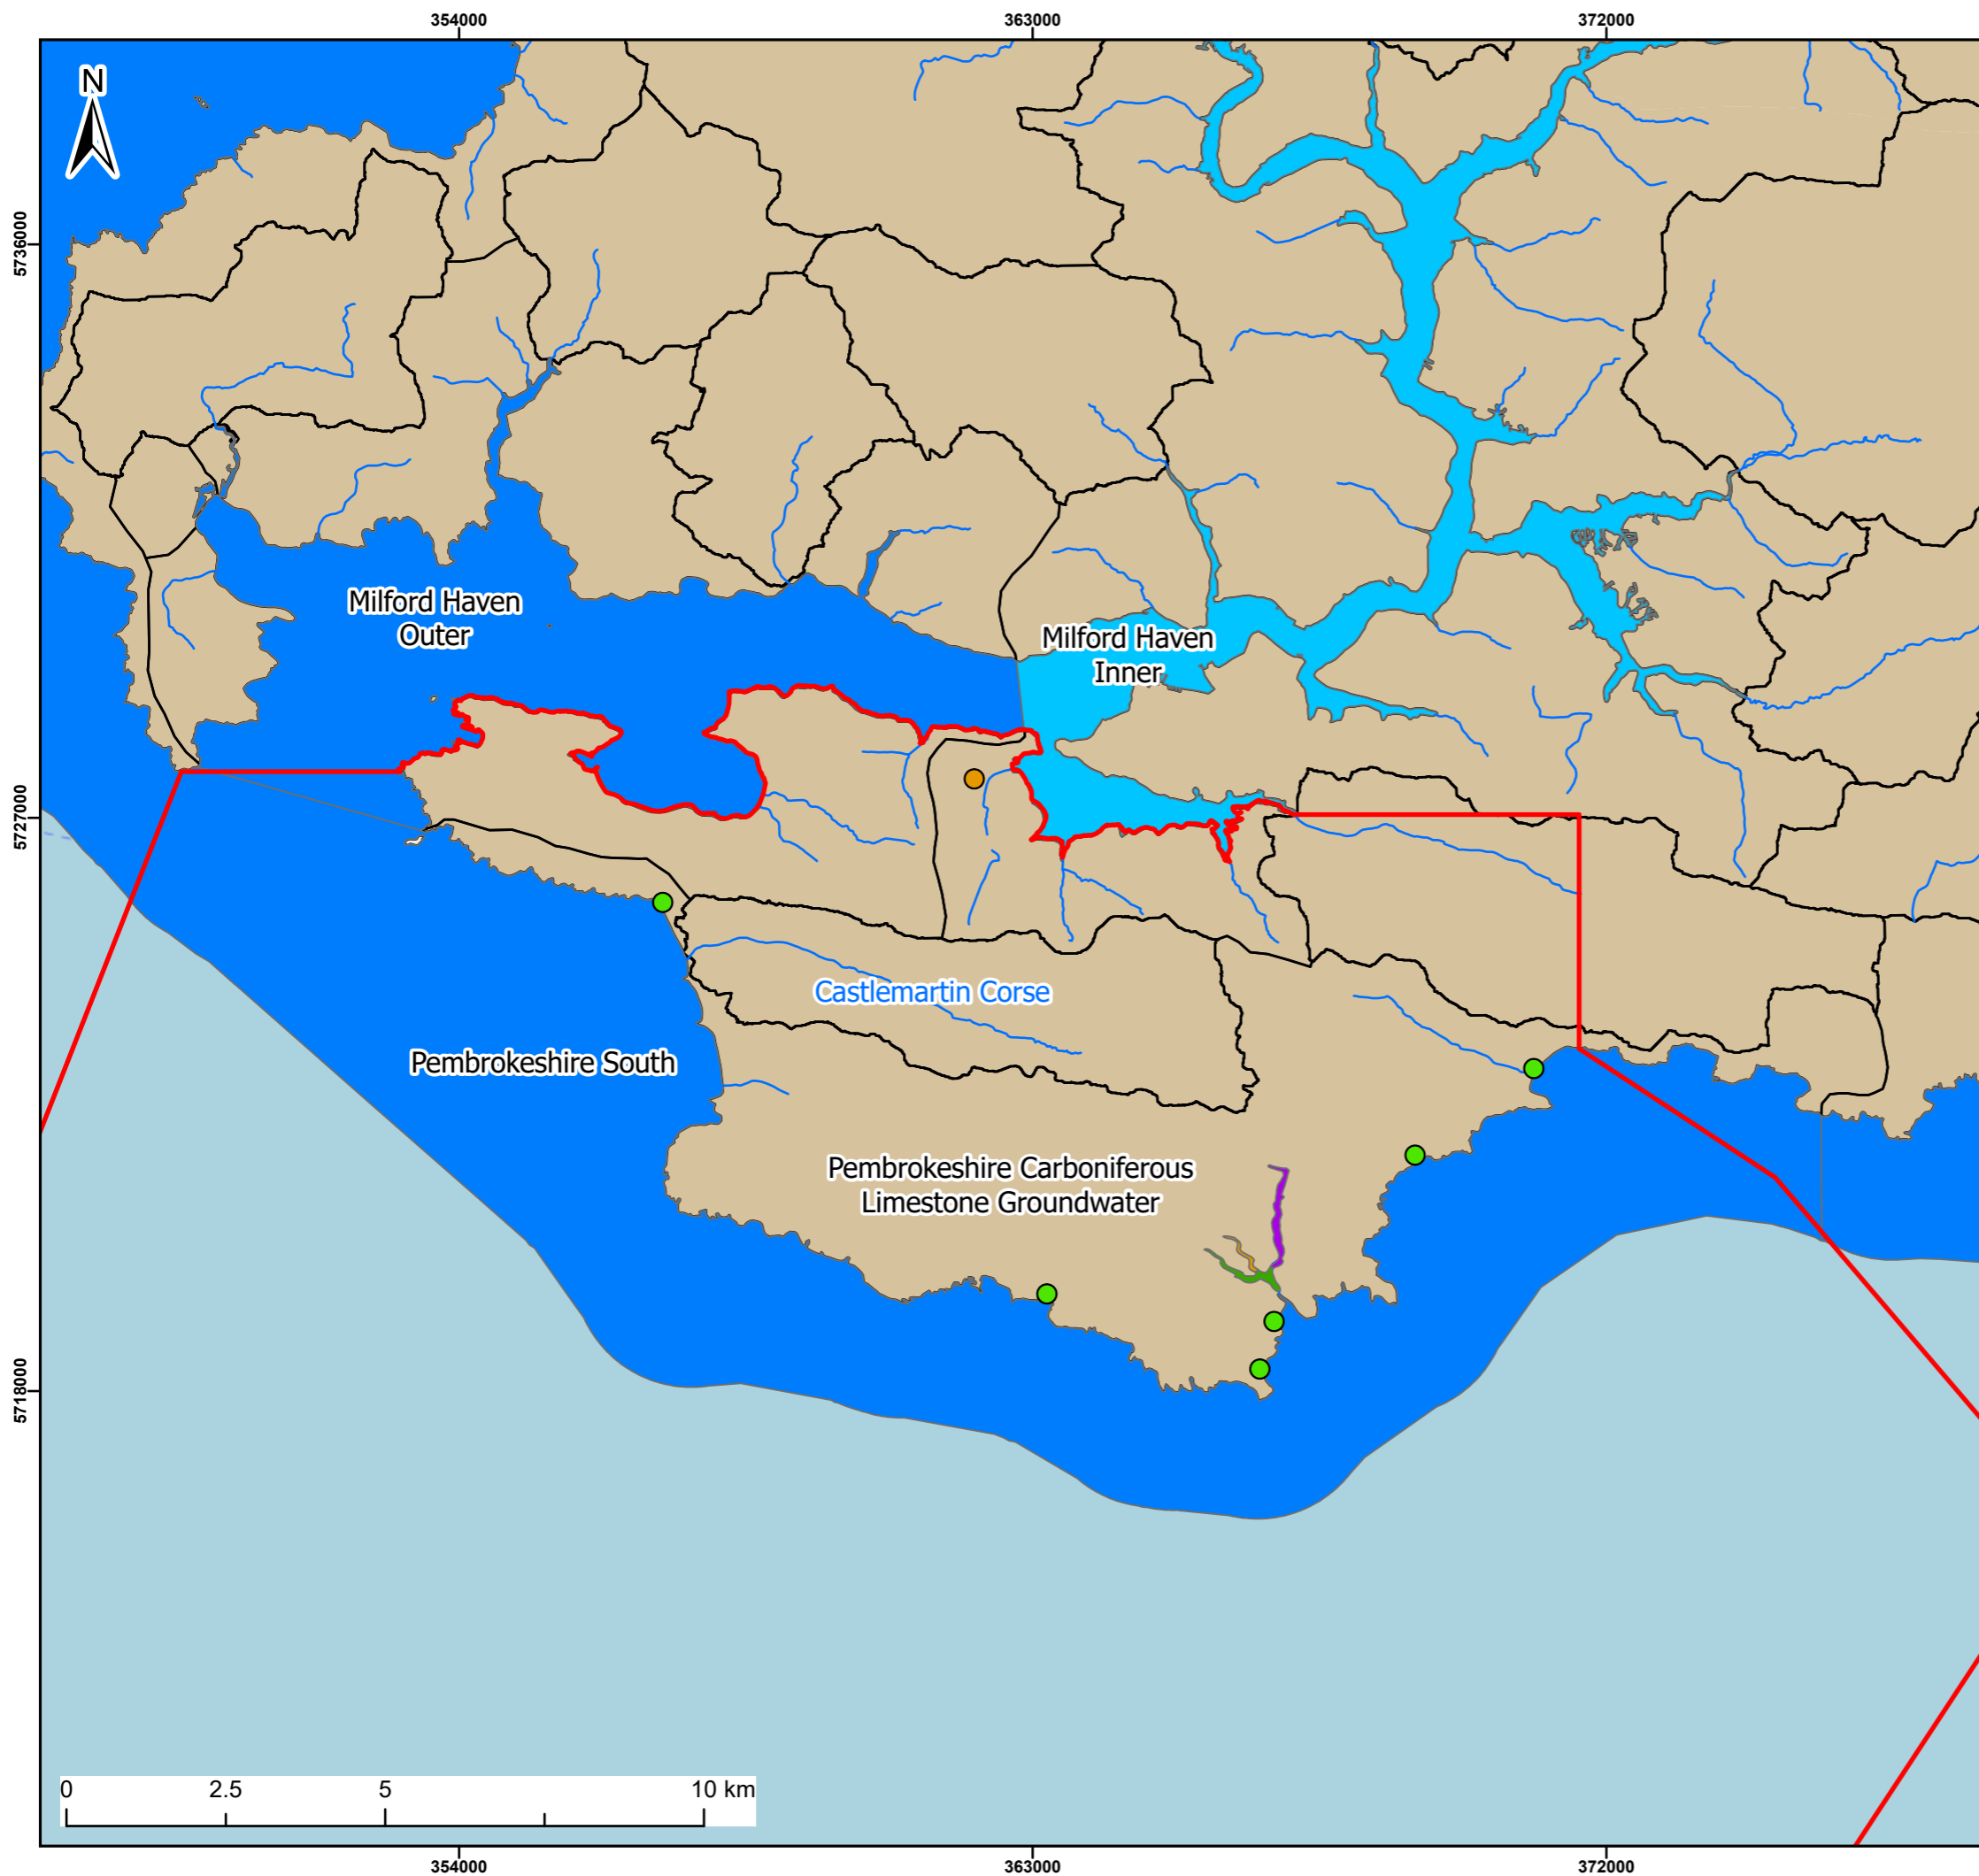 354000 363000 372000
N
5736000
Milford Haven
Outer
Milford Haven
Inner
5727000
Castlemartin Corse
Pembrokeshire South
Pembrokeshire Carboniferous
Limestone Groundwater
5718000
0 2.5 5 10 km
354000 363000 372000